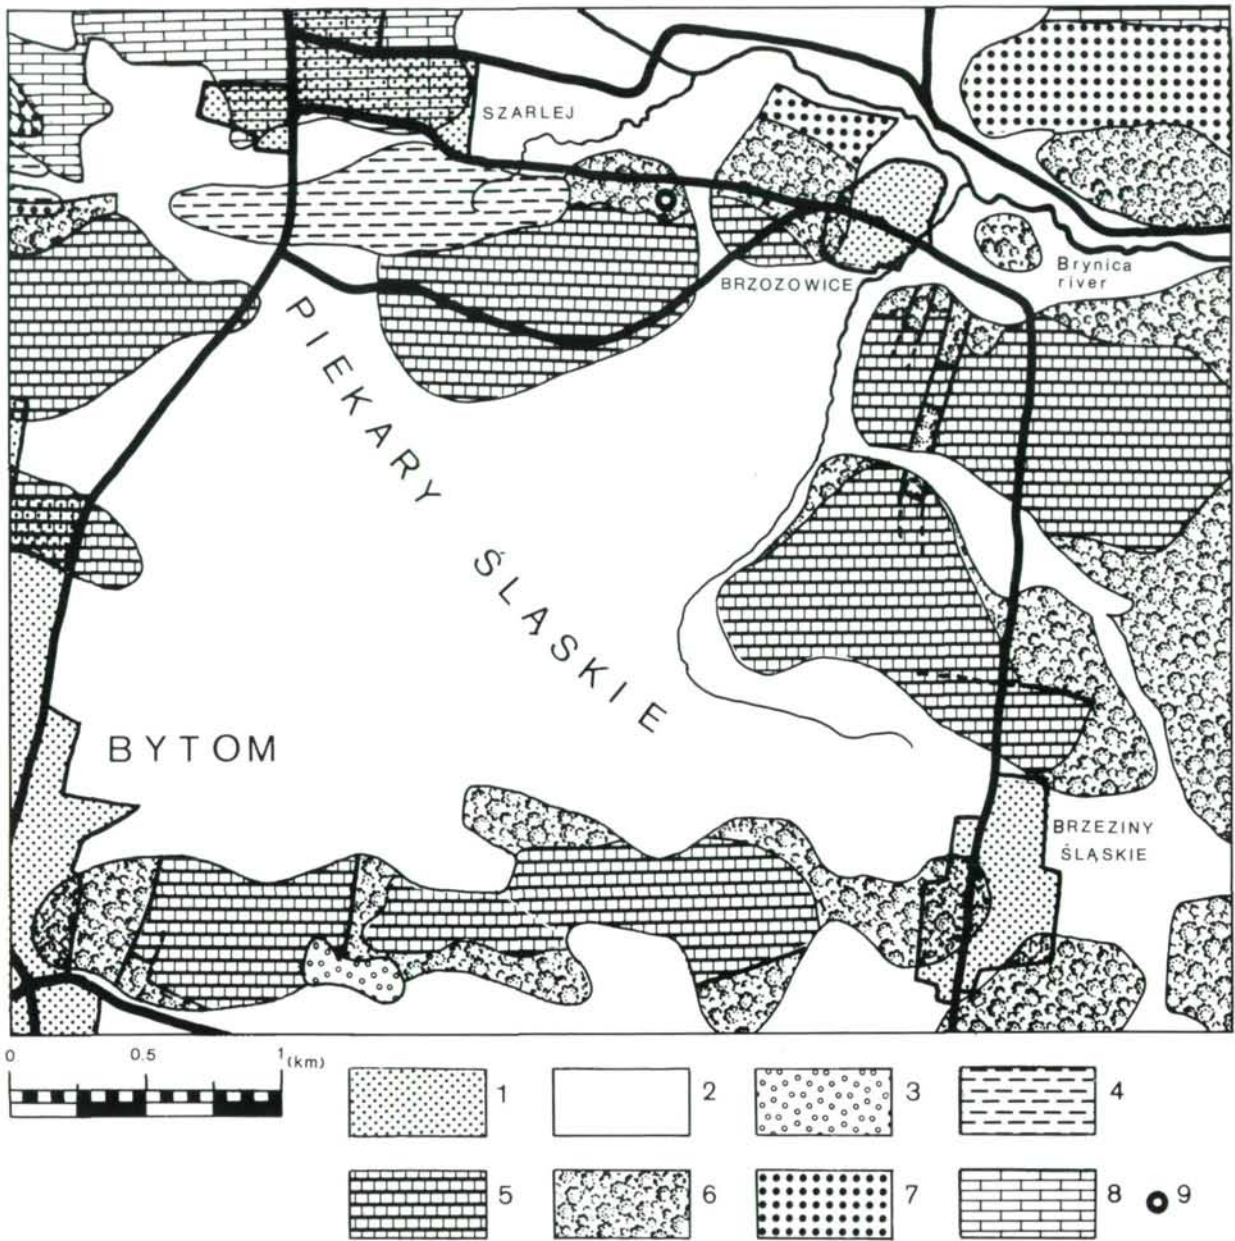 SZARLEJ
Brynica
river
BRZOZOWICE
PIEKARY ŚLĄSKIE
BYTOM
BRZEZINY
ŚLĄSKIE
0 0.5 1 (km)
1 2 3 4
5 6 7 8 9